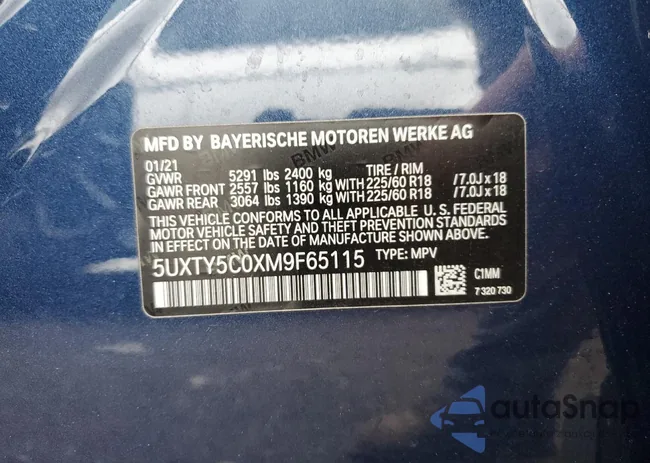 MFD BY BAYERISCHE MOTOREN WERKE AG
01/21
GVWR 5291 lbs 2400 kg TIRE / RIM
GAWR FRONT 2557 lbs 1160 kg WITH 225/60 R18 /7.0J x 18
GAWR REAR 3064 lbs 1390 kg WITH 225/60 R18 /7.0J x 18
THIS VEHICLE CONFORMS TO ALL APPLICABLE U. S. FEDERAL
MOTOR VEHICLE SAFETY AND THEFT PREVENTION STANDARDS
IN EFFECT ON THE DATE OF MANUFACTURE SHOWN ABOVE.
5UXTY5C0XM9F65115 TYPE: MPV
C1MM
7 320 730
autoSnap